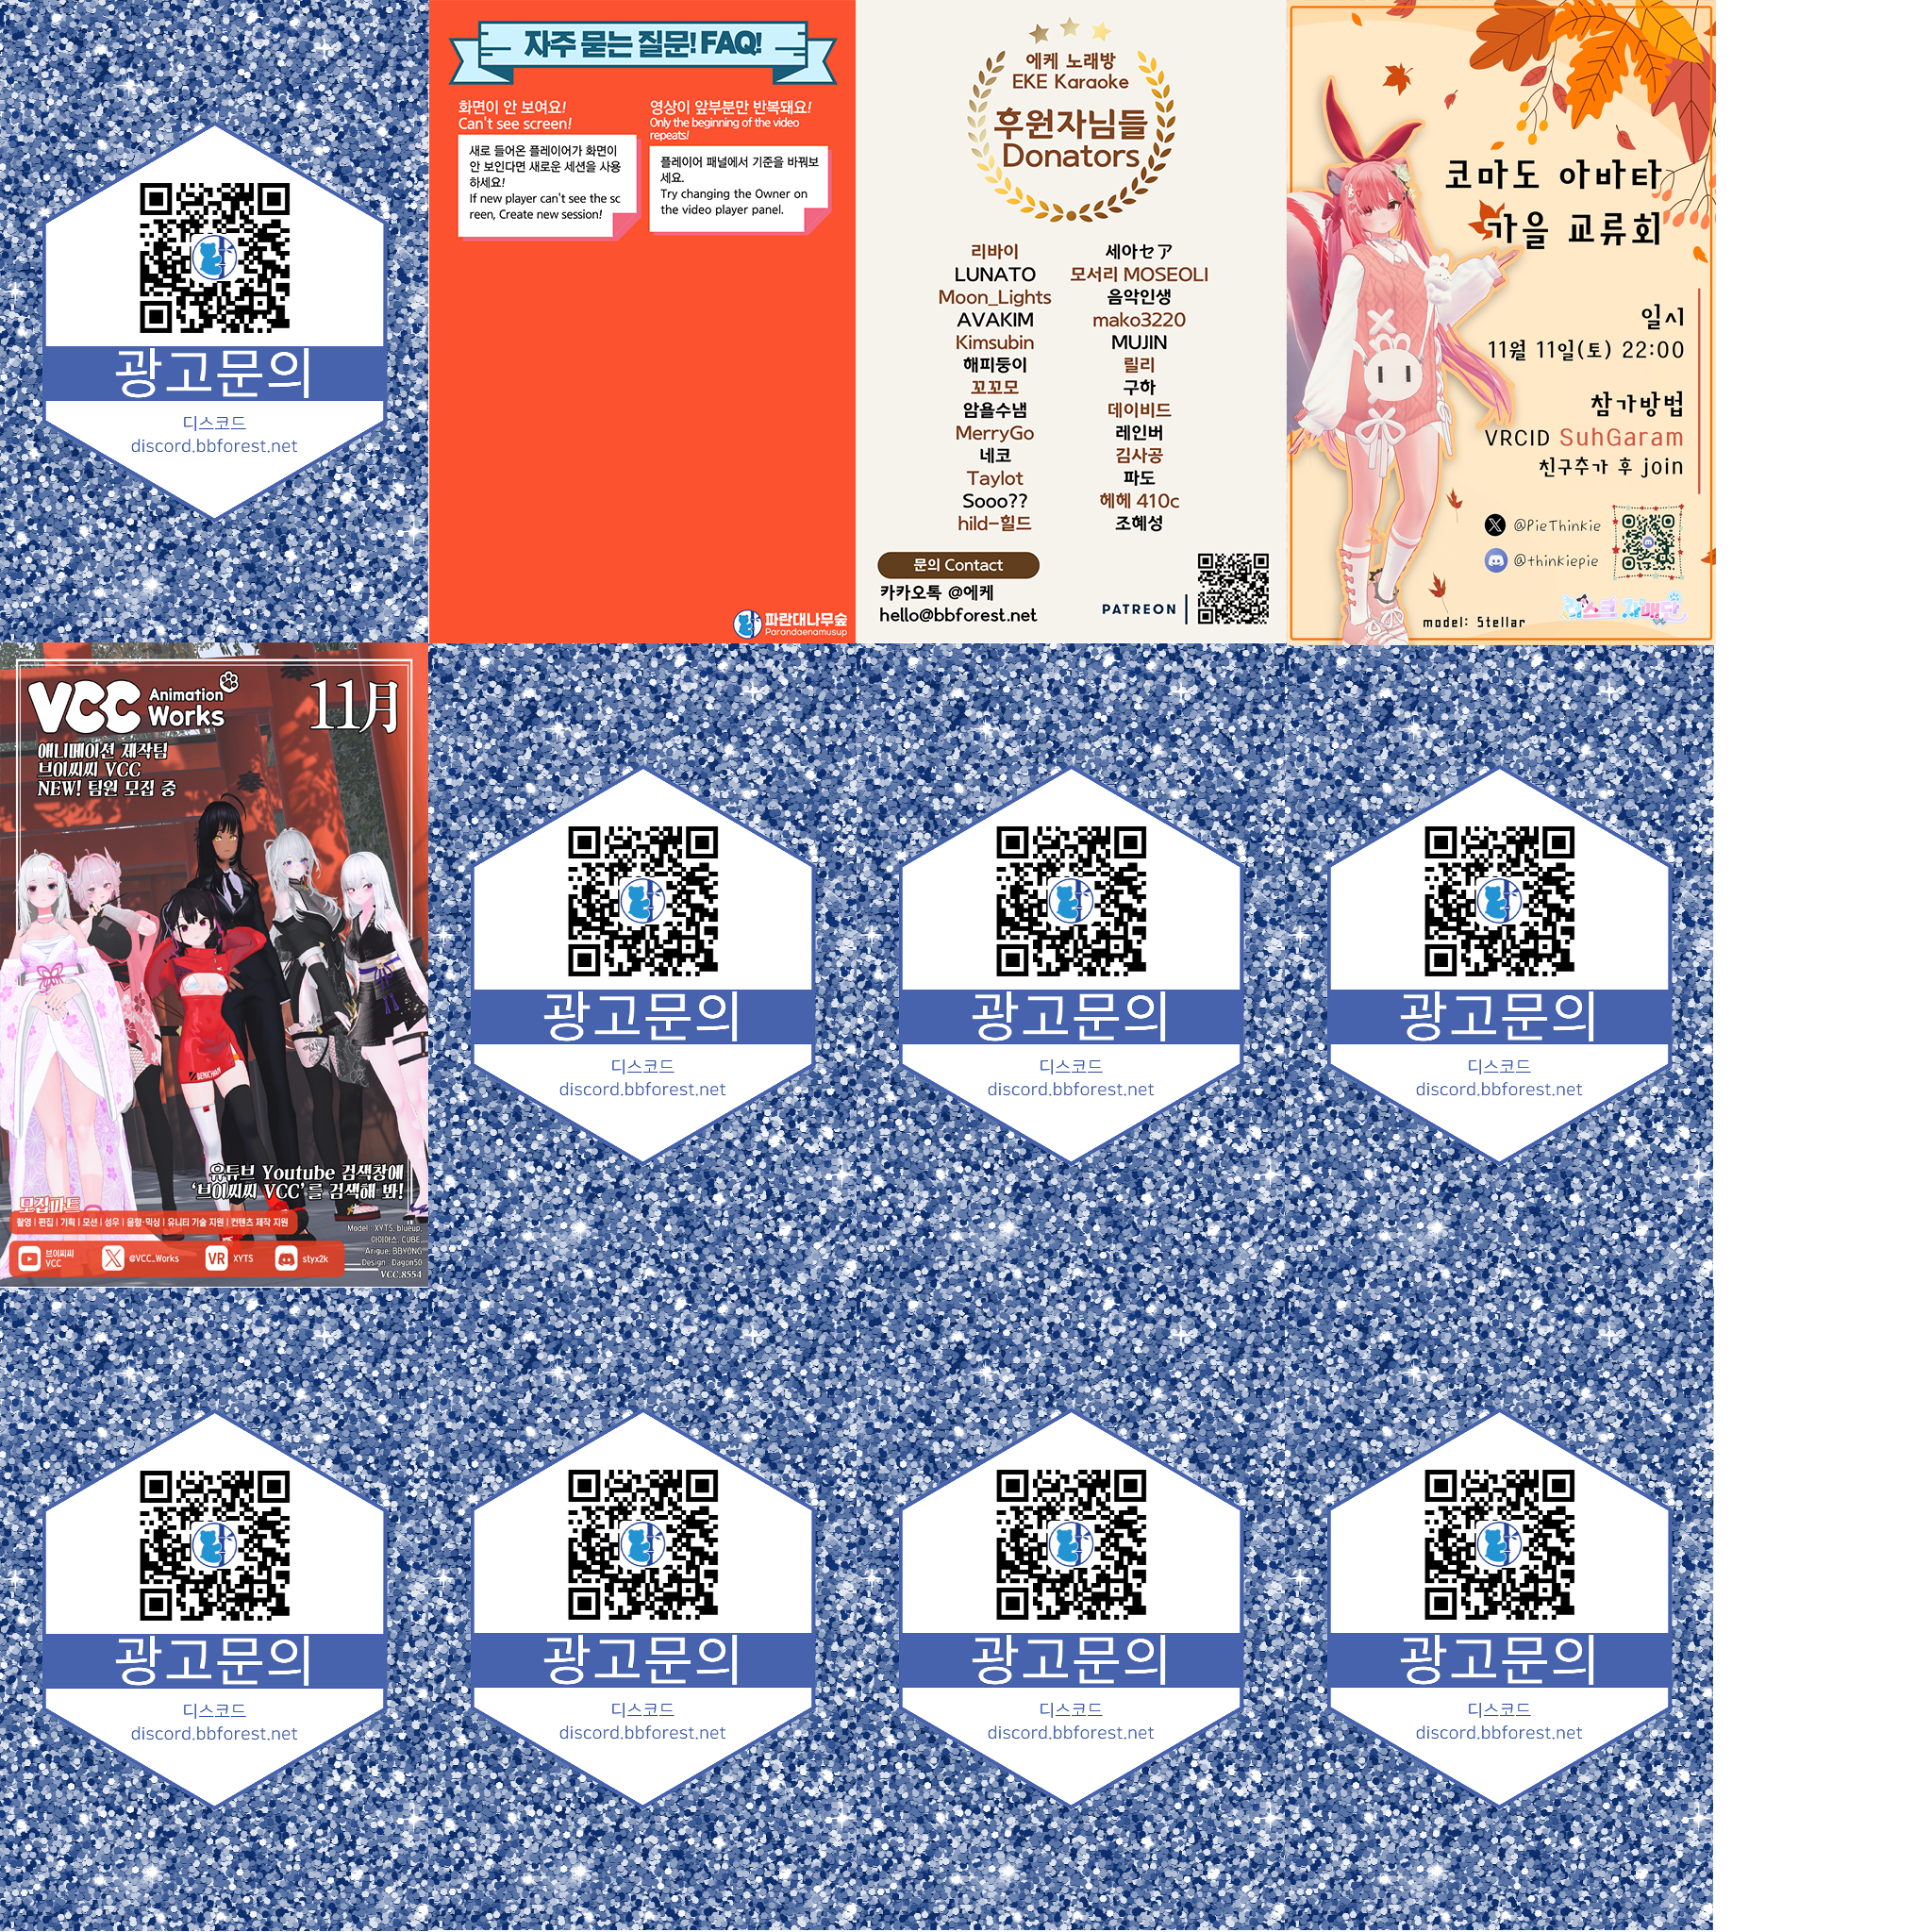 광고문의
디스코드
discord.bbforest.net
자주 묻는 질문! FAQ!
화면이 안 보여요!
Can't see screen!
새로 들어온 플레이어가 화면이
안 보인다면 새로운 세션을 사용
하세요!
If new player can't see the sc
reen, Create new session!
영상이 앞부분만 반복돼요!
Only the beginning of the video
repeats!
플레이어 패널에서 기준을 바꿔보
세요.
Try changing the Owner on
the video player panel.
파란대나무숲
Parandaenamusup
에케 노래방
EKE Karaoke
후원자님들
Donators
리바이
LUNATO
Moon_Lights
AVAKIM
Kimsubin
해피둥이
꼬꼬모
암욜수냄
MerryGo
네코
Taylot
Sooo??
hild-힐드
세아セア
모서리 MOSEOLI
음악인생
mako3220
MUJIN
릴리
구하
데이비드
레인버
김사공
파도
헤헤 410c
조혜성
문의 Contact
카카오톡 @에케
hello@bbforest.net
PATREON
코마도 아바타
가을 교류회
일시
11월 11일(토) 22:00
참가방법
VRCID SuhGaram
친구추가 후 join
@PieThinkie
@thinkiepie
model: Stellar
VCC Animation
Works
11月
애니메이션 제작팀
브이씨씨 VCC
NEW! 팀원 모집 중
유튜브 Youtube 검색창에
'브이씨씨 VCC'를 검색해 봐!
모집파트
촬영 | 편집 | 기획 | 모션 | 성우 | 음향·믹싱 | 유니티 기술 지원 | 컨텐츠 제작 지원
브이씨씨
VCC
@VCC_Works
VR XYTS
styx2k
Model : XYTS, blueup,
아이야스, CUBE,
Arigue, BBYONG
Design : Dagon50
VCC.8554
광고문의
디스코드
discord.bbforest.net
광고문의
디스코드
discord.bbforest.net
광고문의
디스코드
discord.bbforest.net
광고문의
디스코드
discord.bbforest.net
광고문의
디스코드
discord.bbforest.net
광고문의
디스코드
discord.bbforest.net
광고문의
디스코드
discord.bbforest.net